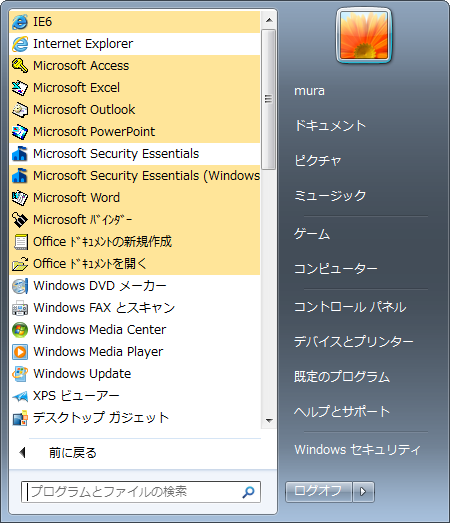 IE6
Internet Explorer
Microsoft Access
Microsoft Excel
Microsoft Outlook
Microsoft PowerPoint
Microsoft Security Essentials
Microsoft Security Essentials (Windows
Microsoft Word
Microsoft ﾊﾞｲﾝﾀﾞｰ
Office ﾄﾞｷｭﾒﾝﾄの新規作成
Office ﾄﾞｷｭﾒﾝﾄを開く
Windows DVD メーカー
Windows FAX とスキャン
Windows Media Center
Windows Media Player
Windows Update
XPS ビューアー
デスクトップ ガジェット
前に戻る
プログラムとファイルの検索
mura
ドキュメント
ピクチャ
ミュージック
ゲーム
コンピューター
コントロール パネル
デバイスとプリンター
既定のプログラム
ヘルプとサポート
Windows セキュリティ
ログオフ